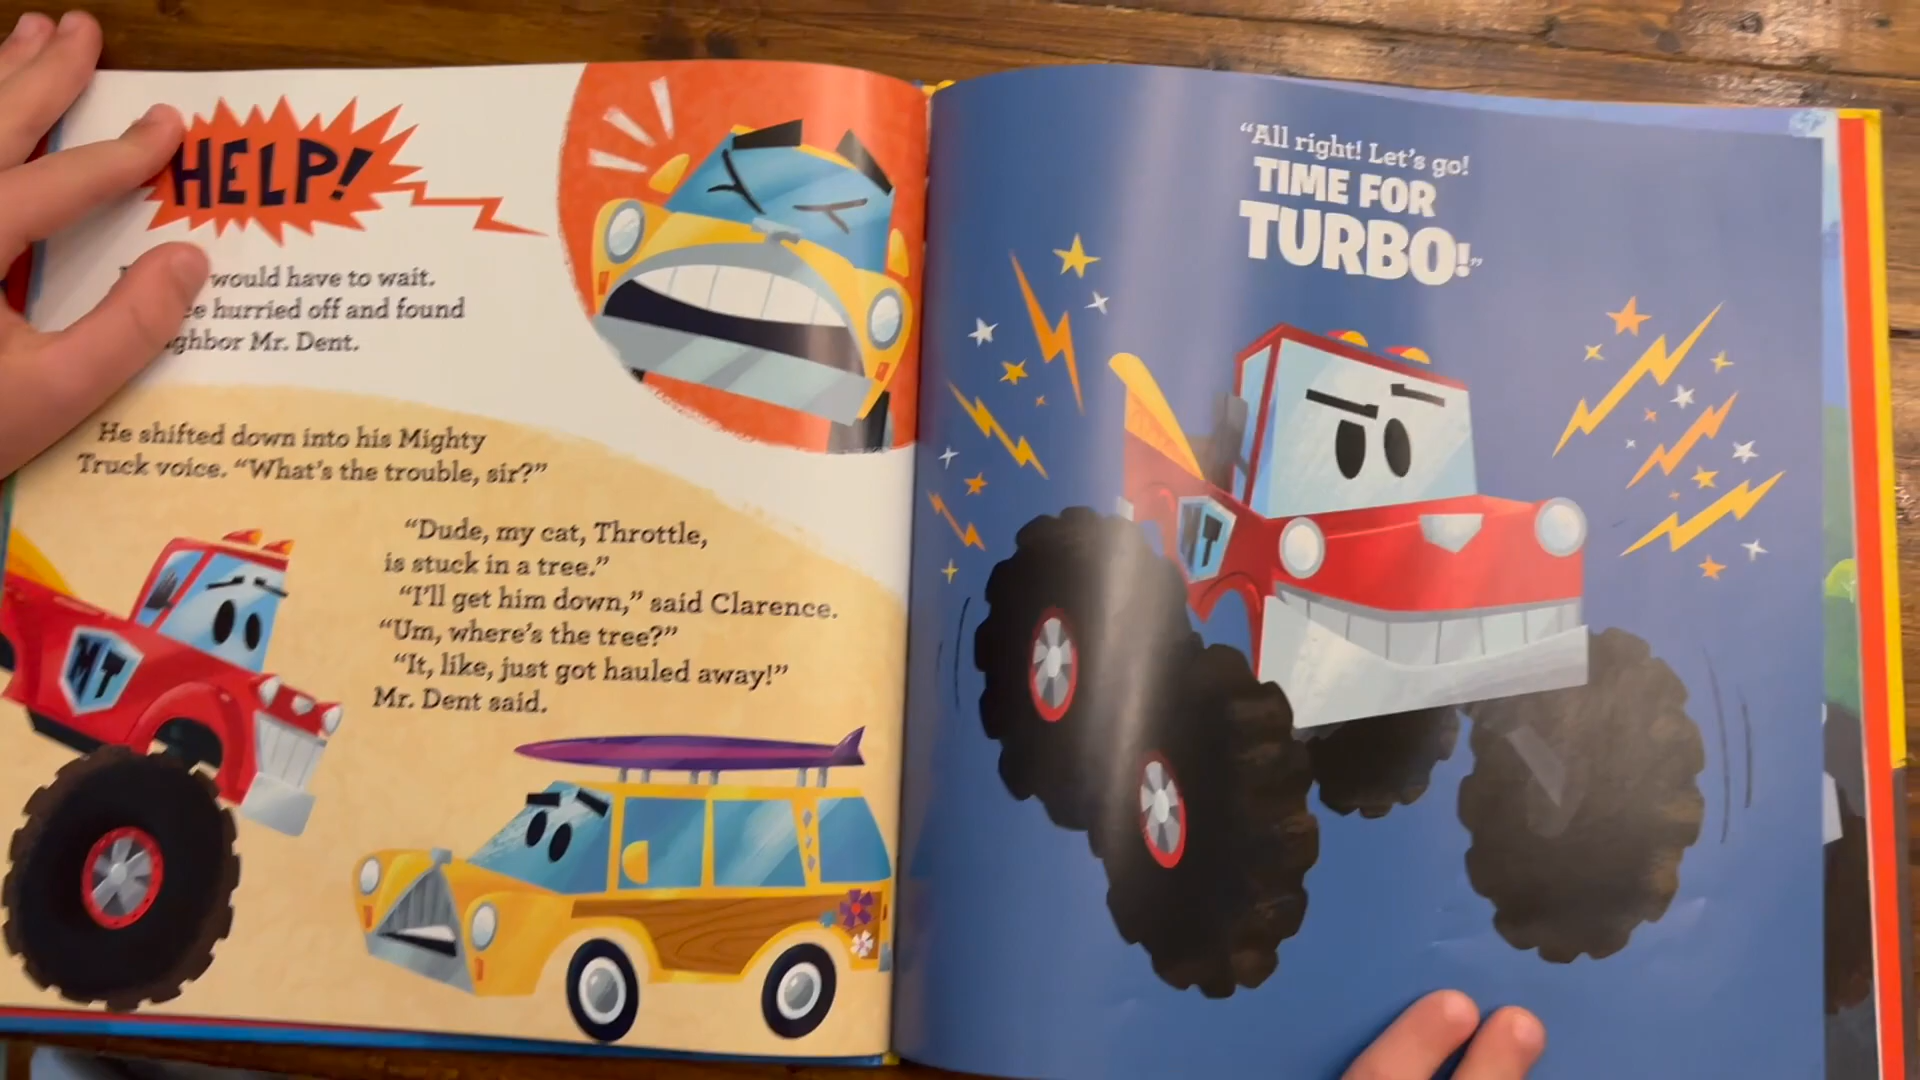 HELP!
would have to wait.
hurried off and found
Mr. Dent.
He shifted down into his Mighty
Truck voice. “What’s the trouble, sir?”
“Dude, my cat, Throttle,
is stuck in a tree.”
“I’ll get him down,” said Clarence.
“Um, where’s the tree?”
“It, like, just got hauled away!”
Mr. Dent said.
MT
“All right! Let’s go!
TIME FOR
TURBO!”
MT